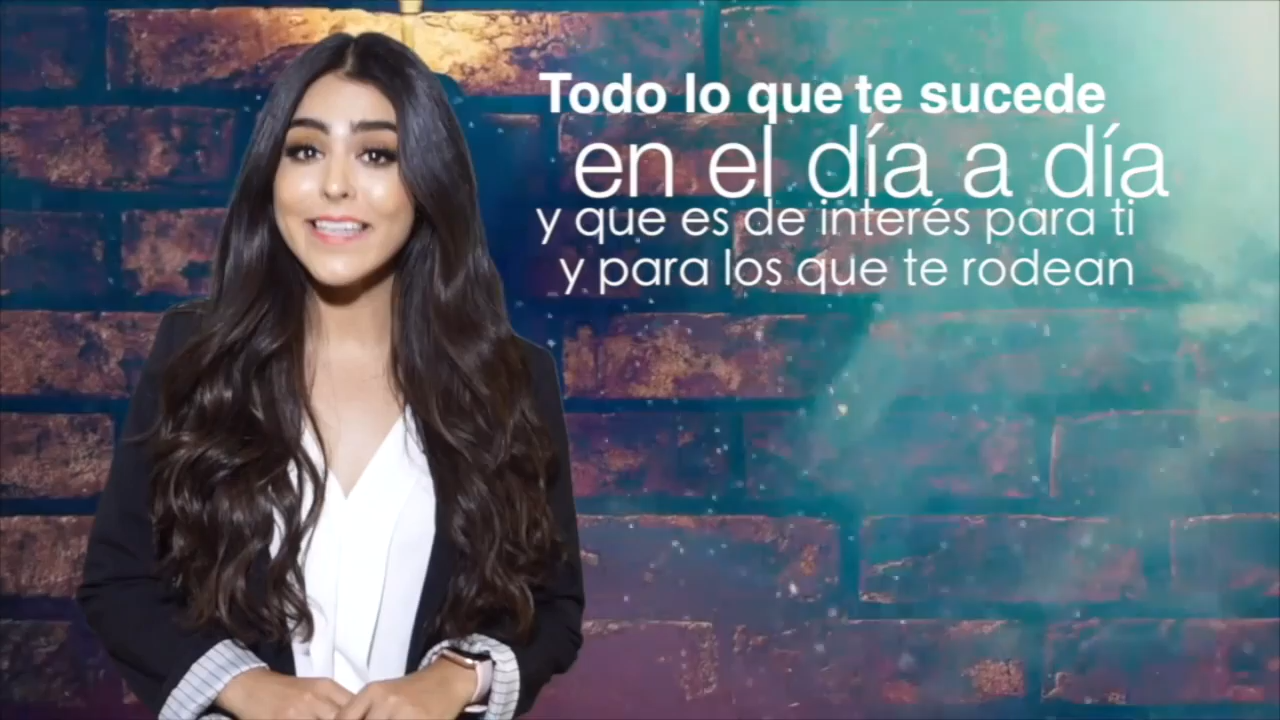 Todo lo que te sucede
en el día a día
y que es de interés para ti
y para los que te rodean